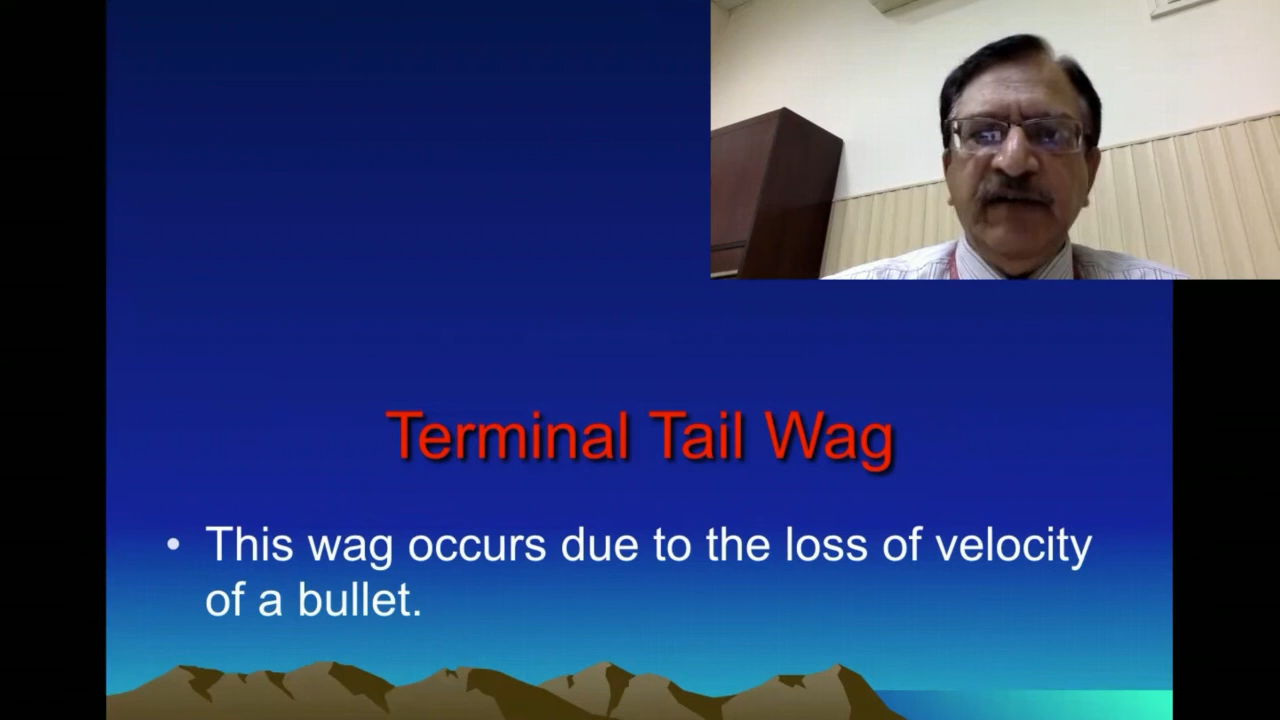 Terminal Tail Wag
• This wag occurs due to the loss of velocity
of a bullet.